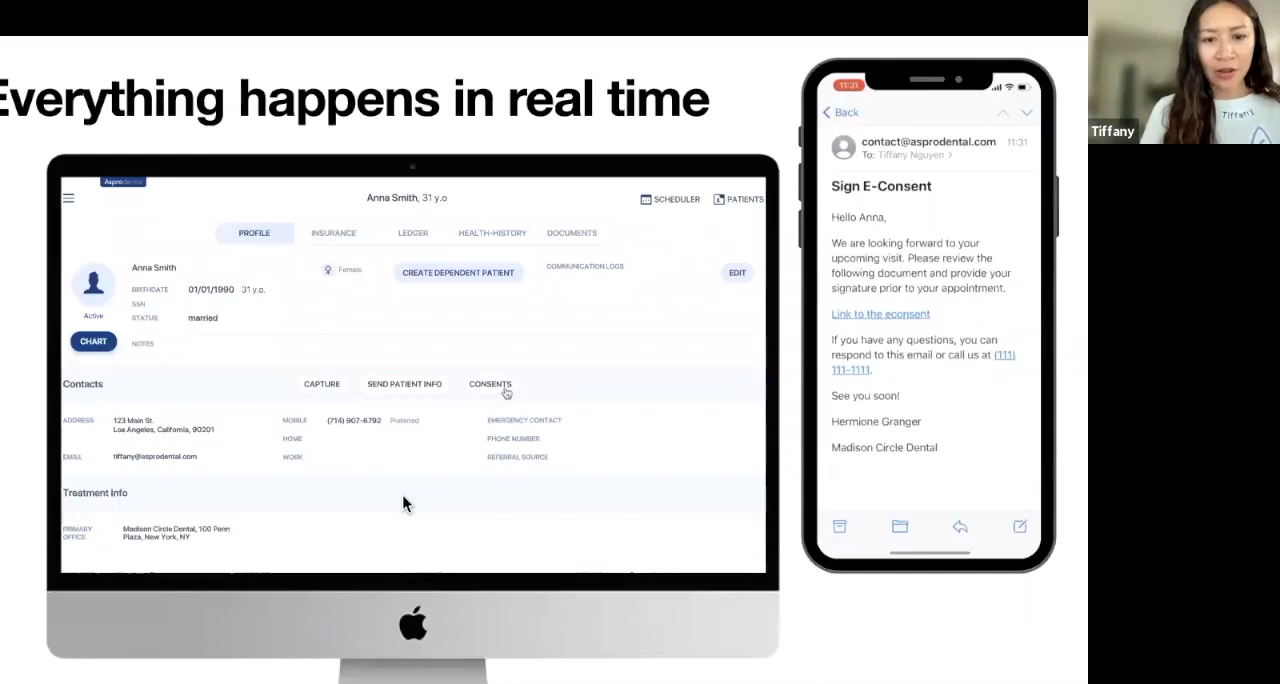 Everything happens in real time
Asprodental
Anna Smith, 31 y.o
SCHEDULER
PATIENTS
PROFILE
INSURANCE
LEDGER
HEALTH-HISTORY
DOCUMENTS
Anna Smith
Female
CREATE DEPENDENT PATIENT
COMMUNICATION LOGS
EDIT
BIRTHDATE 01/01/1990 31 y.o.
SSN
STATUS married
Active
CHART
NOTES
Contacts
CAPTURE
SEND PATIENT INFO
CONSENTS
ADDRESS 123 Main St.
Los Angeles, California, 90201
MOBILE (714) 907-6792 Preferred
EMERGENCY CONTACT
HOME
PHONE NUMBER
EMAIL tiffany@asprodental.com
WORK
REFERRAL SOURCE
Treatment Info
PRIMARY
OFFICE
Madison Circle Dental, 100 Penn
Plaza, New York, NY
11:31
Back
contact@asprodental.com 11:31
To: Tiffany Nguyen >
Sign E-Consent
Hello Anna,
We are looking forward to your
upcoming visit. Please review the
following document and provide your
signature prior to your appointment.
Link to the econsent
If you have any questions, you can
respond to this email or call us at (111)
111-1111.
See you soon!
Hermione Granger
Madison Circle Dental
Tiffany
Tiffany